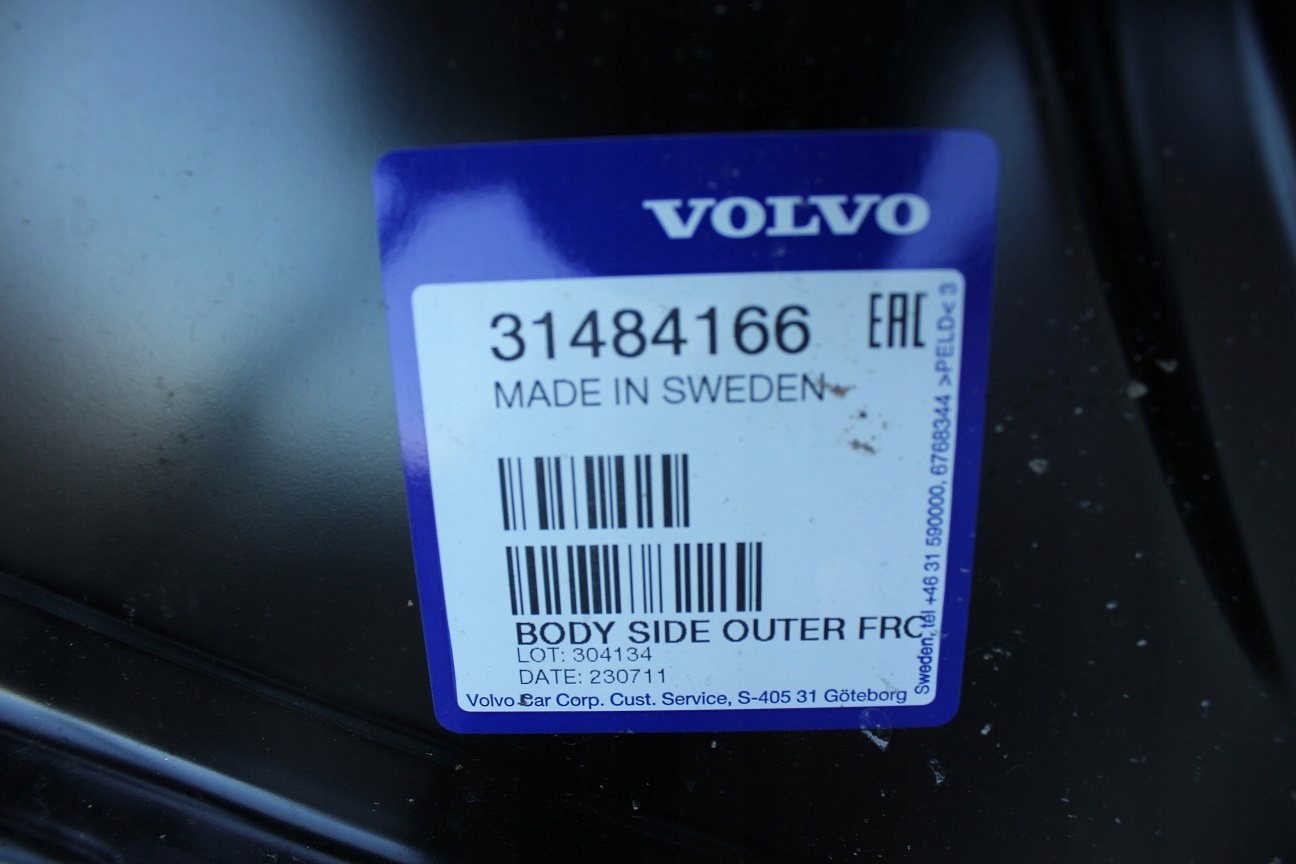 VOLVO
31484166
EAC
MADE IN SWEDEN
BODY SIDE OUTER FRO
LOT: 304134
DATE: 230711
Volvo Car Corp. Cust. Service, S-405 31 Göteborg
Sweden, tel +46 31 590000, 6768344 >PELD< 3